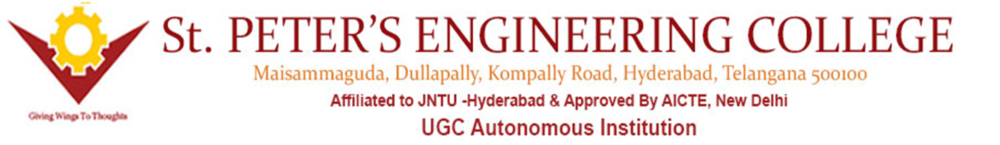 St. PETER'S ENGINEERING COLLEGE
Maisammaguda, Dullapally, Kompally Road, Hyderabad, Telangana 500100
Affiliated to JNTU -Hyderabad & Approved By AICTE, New Delhi
UGC Autonomous Institution
Giving Wings To Thoughts